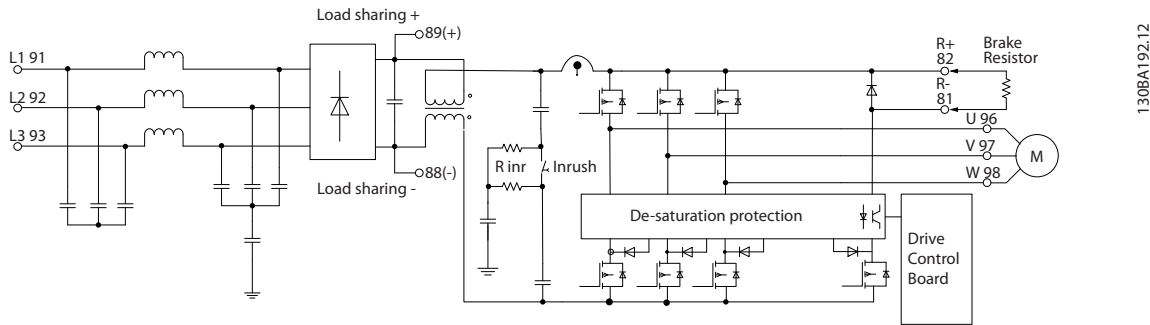 Load sharing +
89(+)
L1 91
L2 92
L3 93
88(-)
Load sharing -
R inr
Inrush
R+
82
Brake
Resistor
R-
81
U 96
V 97
W 98
M
De-saturation protection
Drive
Control
Board
130BA192.12